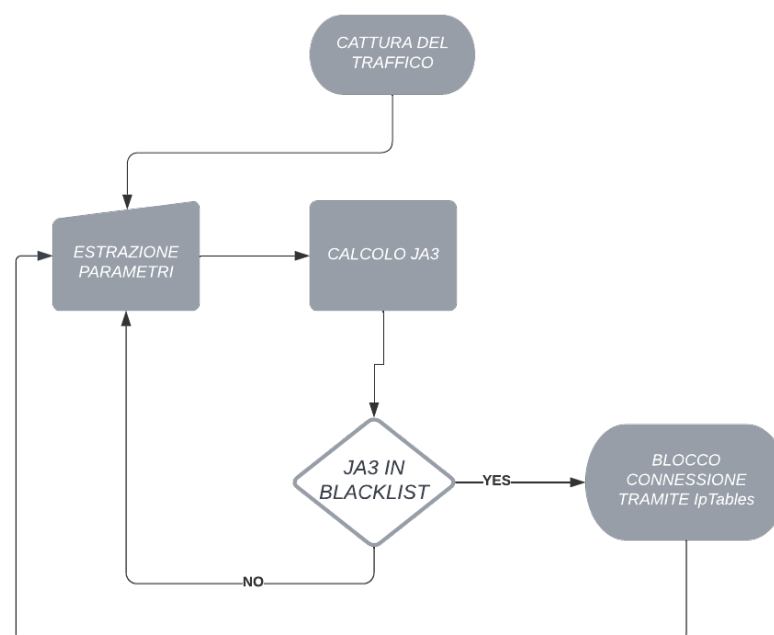 CATTURA DEL
TRAFFICO
ESTRAZIONE
PARAMETRI
CALCOLO JA3
JA3 IN
BLACKLIST
YES
BLOCCO
CONNESSIONE
TRAMITE IpTables
NO